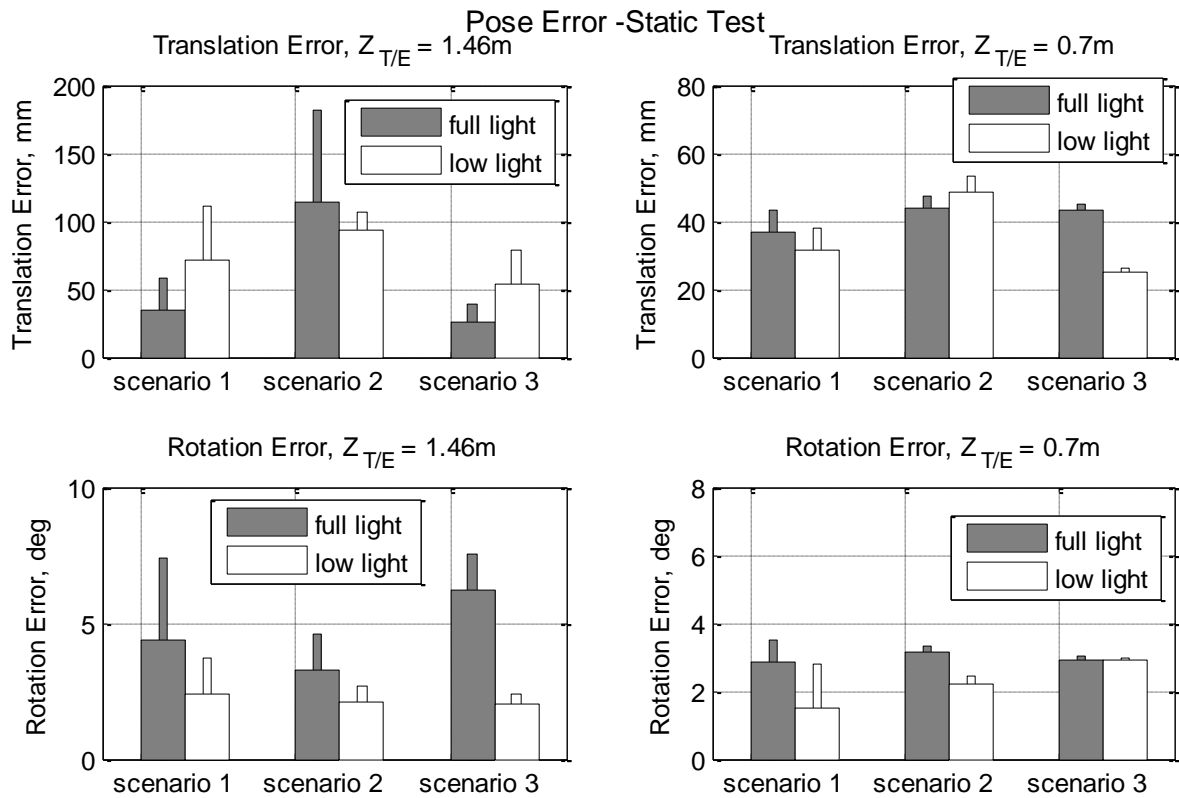 Pose Error -Static Test
Translation Error, Z T/E = 1.46m
Translation Error, mm
200
150
100
50
0
full light
low light
scenario 1 scenario 2 scenario 3
Translation Error, Z T/E = 0.7m
Translation Error, mm
80
60
40
20
0
full light
low light
scenario 1 scenario 2 scenario 3
Rotation Error, Z T/E = 1.46m
Rotation Error, deg
10
5
0
full light
low light
scenario 1 scenario 2 scenario 3
Rotation Error, Z T/E = 0.7m
Rotation Error, deg
8
6
4
2
0
full light
low light
scenario 1 scenario 2 scenario 3